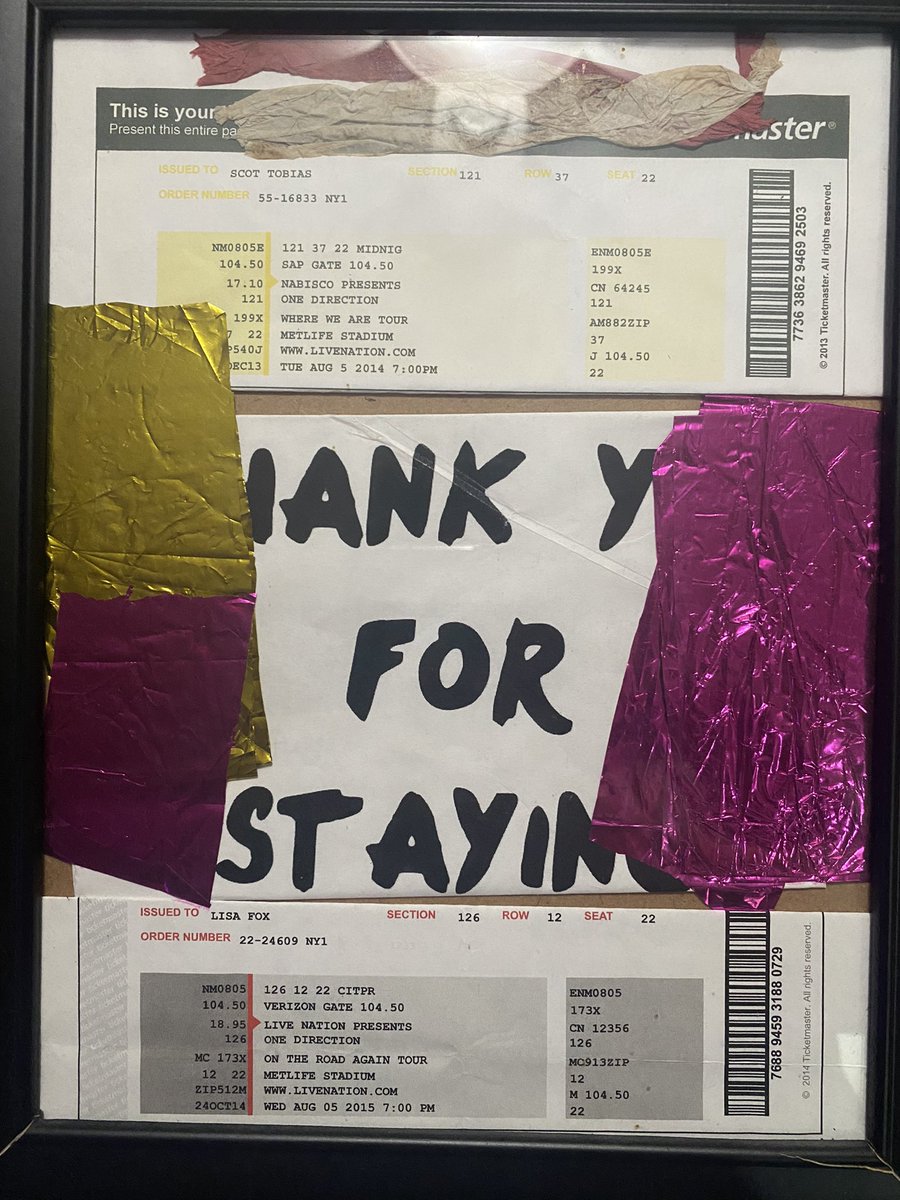 This is your
Present this entire pa
master®
ISSUED TO SCOT TOBIAS SECTION 121 ROW 37 SEAT 22
ORDER NUMBER 55-16833 NY1
NM0805E 121 37 22 MIDNIG ENM0805E
104.50 SAP GATE 104.50 199X
17.10 NABISCO PRESENTS CN 64245
121 ONE DIRECTION 121
199X WHERE WE ARE TOUR AM882ZIP
22 METLIFE STADIUM 37
P540J WWW.LIVENATION.COM J 104.50
DEC13 TUE AUG 5 2014 7:00PM 22
7736 3862 9469 2503
© 2013 Ticketmaster. All rights reserved.
HANK Y
FOR
STAYING
ISSUED TO LISA FOX SECTION 126 ROW 12 SEAT 22
ORDER NUMBER 22-24609 NY1
NM0805 126 12 22 CITPR ENM0805
104.50 VERIZON GATE 104.50 173X
18.95 LIVE NATION PRESENTS CN 12356
126 ONE DIRECTION 126
MC 173X ON THE ROAD AGAIN TOUR MC913ZIP
12 22 METLIFE STADIUM 12
ZIP512M WWW.LIVENATION.COM M 104.50
24OCT14 WED AUG 05 2015 7:00 PM 22
7688 9459 3188 0729
© 2014 Ticketmaster. All rights reserved.